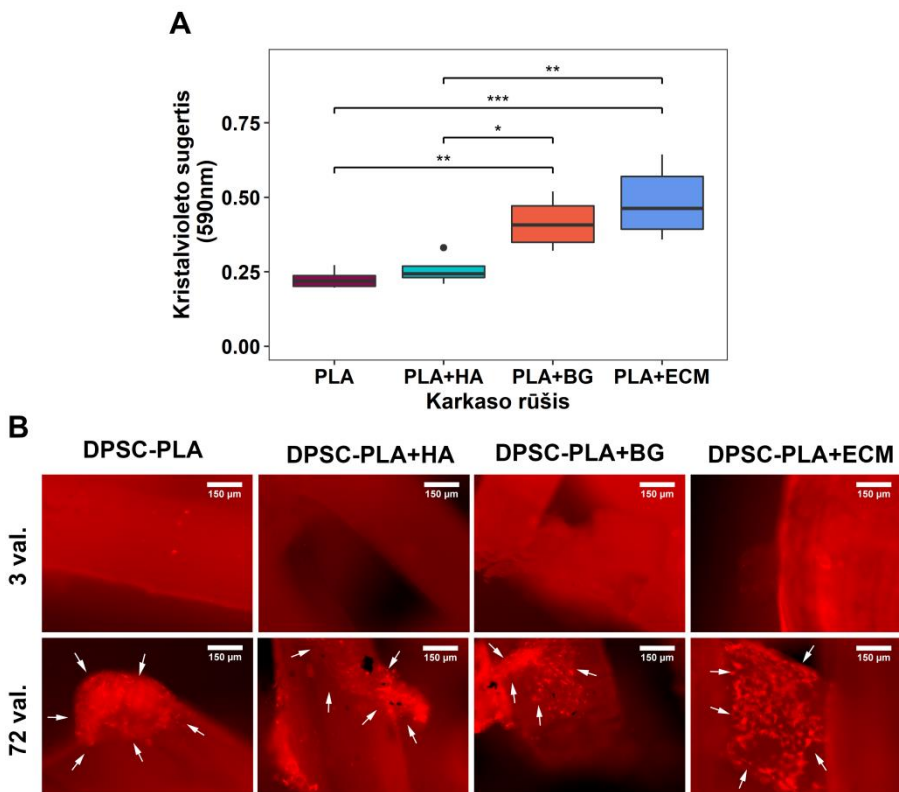 A
Kristalvioleto sugertis
(590nm)
0.75
0.50
0.25
0.00
**
***
*
**
PLA
PLA+HA
PLA+BG
PLA+ECM
Karkaso rūšis
B
DPSC-PLA
DPSC-PLA+HA
DPSC-PLA+BG
DPSC-PLA+ECM
3 val.
150 µm
150 µm
150 µm
150 µm
72 val.
150 µm
150 µm
150 µm
150 µm